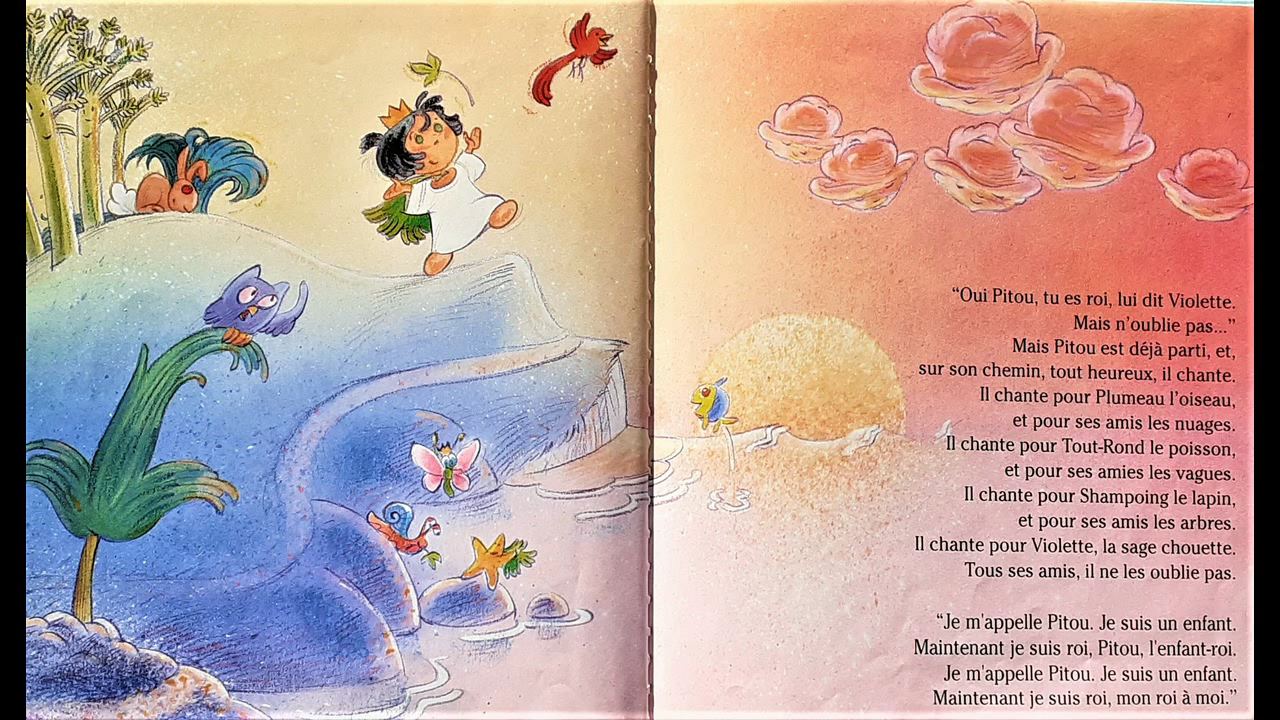 “Oui Pitou, tu es roi, lui dit Violette.
Mais n’oublie pas...”
Mais Pitou est déjà parti, et,
sur son chemin, tout heureux, il chante.
Il chante pour Plumeau l’oiseau,
et pour ses amis les nuages.
Il chante pour Tout-Rond le poisson,
et pour ses amies les vagues.
Il chante pour Shampoing le lapin,
et pour ses amis les arbres.
Il chante pour Violette, la sage chouette.
Tous ses amis, il ne les oublie pas.
“Je m'appelle Pitou. Je suis un enfant.
Maintenant je suis roi, Pitou, l'enfant-roi.
Je m'appelle Pitou. Je suis un enfant.
Maintenant je suis roi, mon roi à moi.”